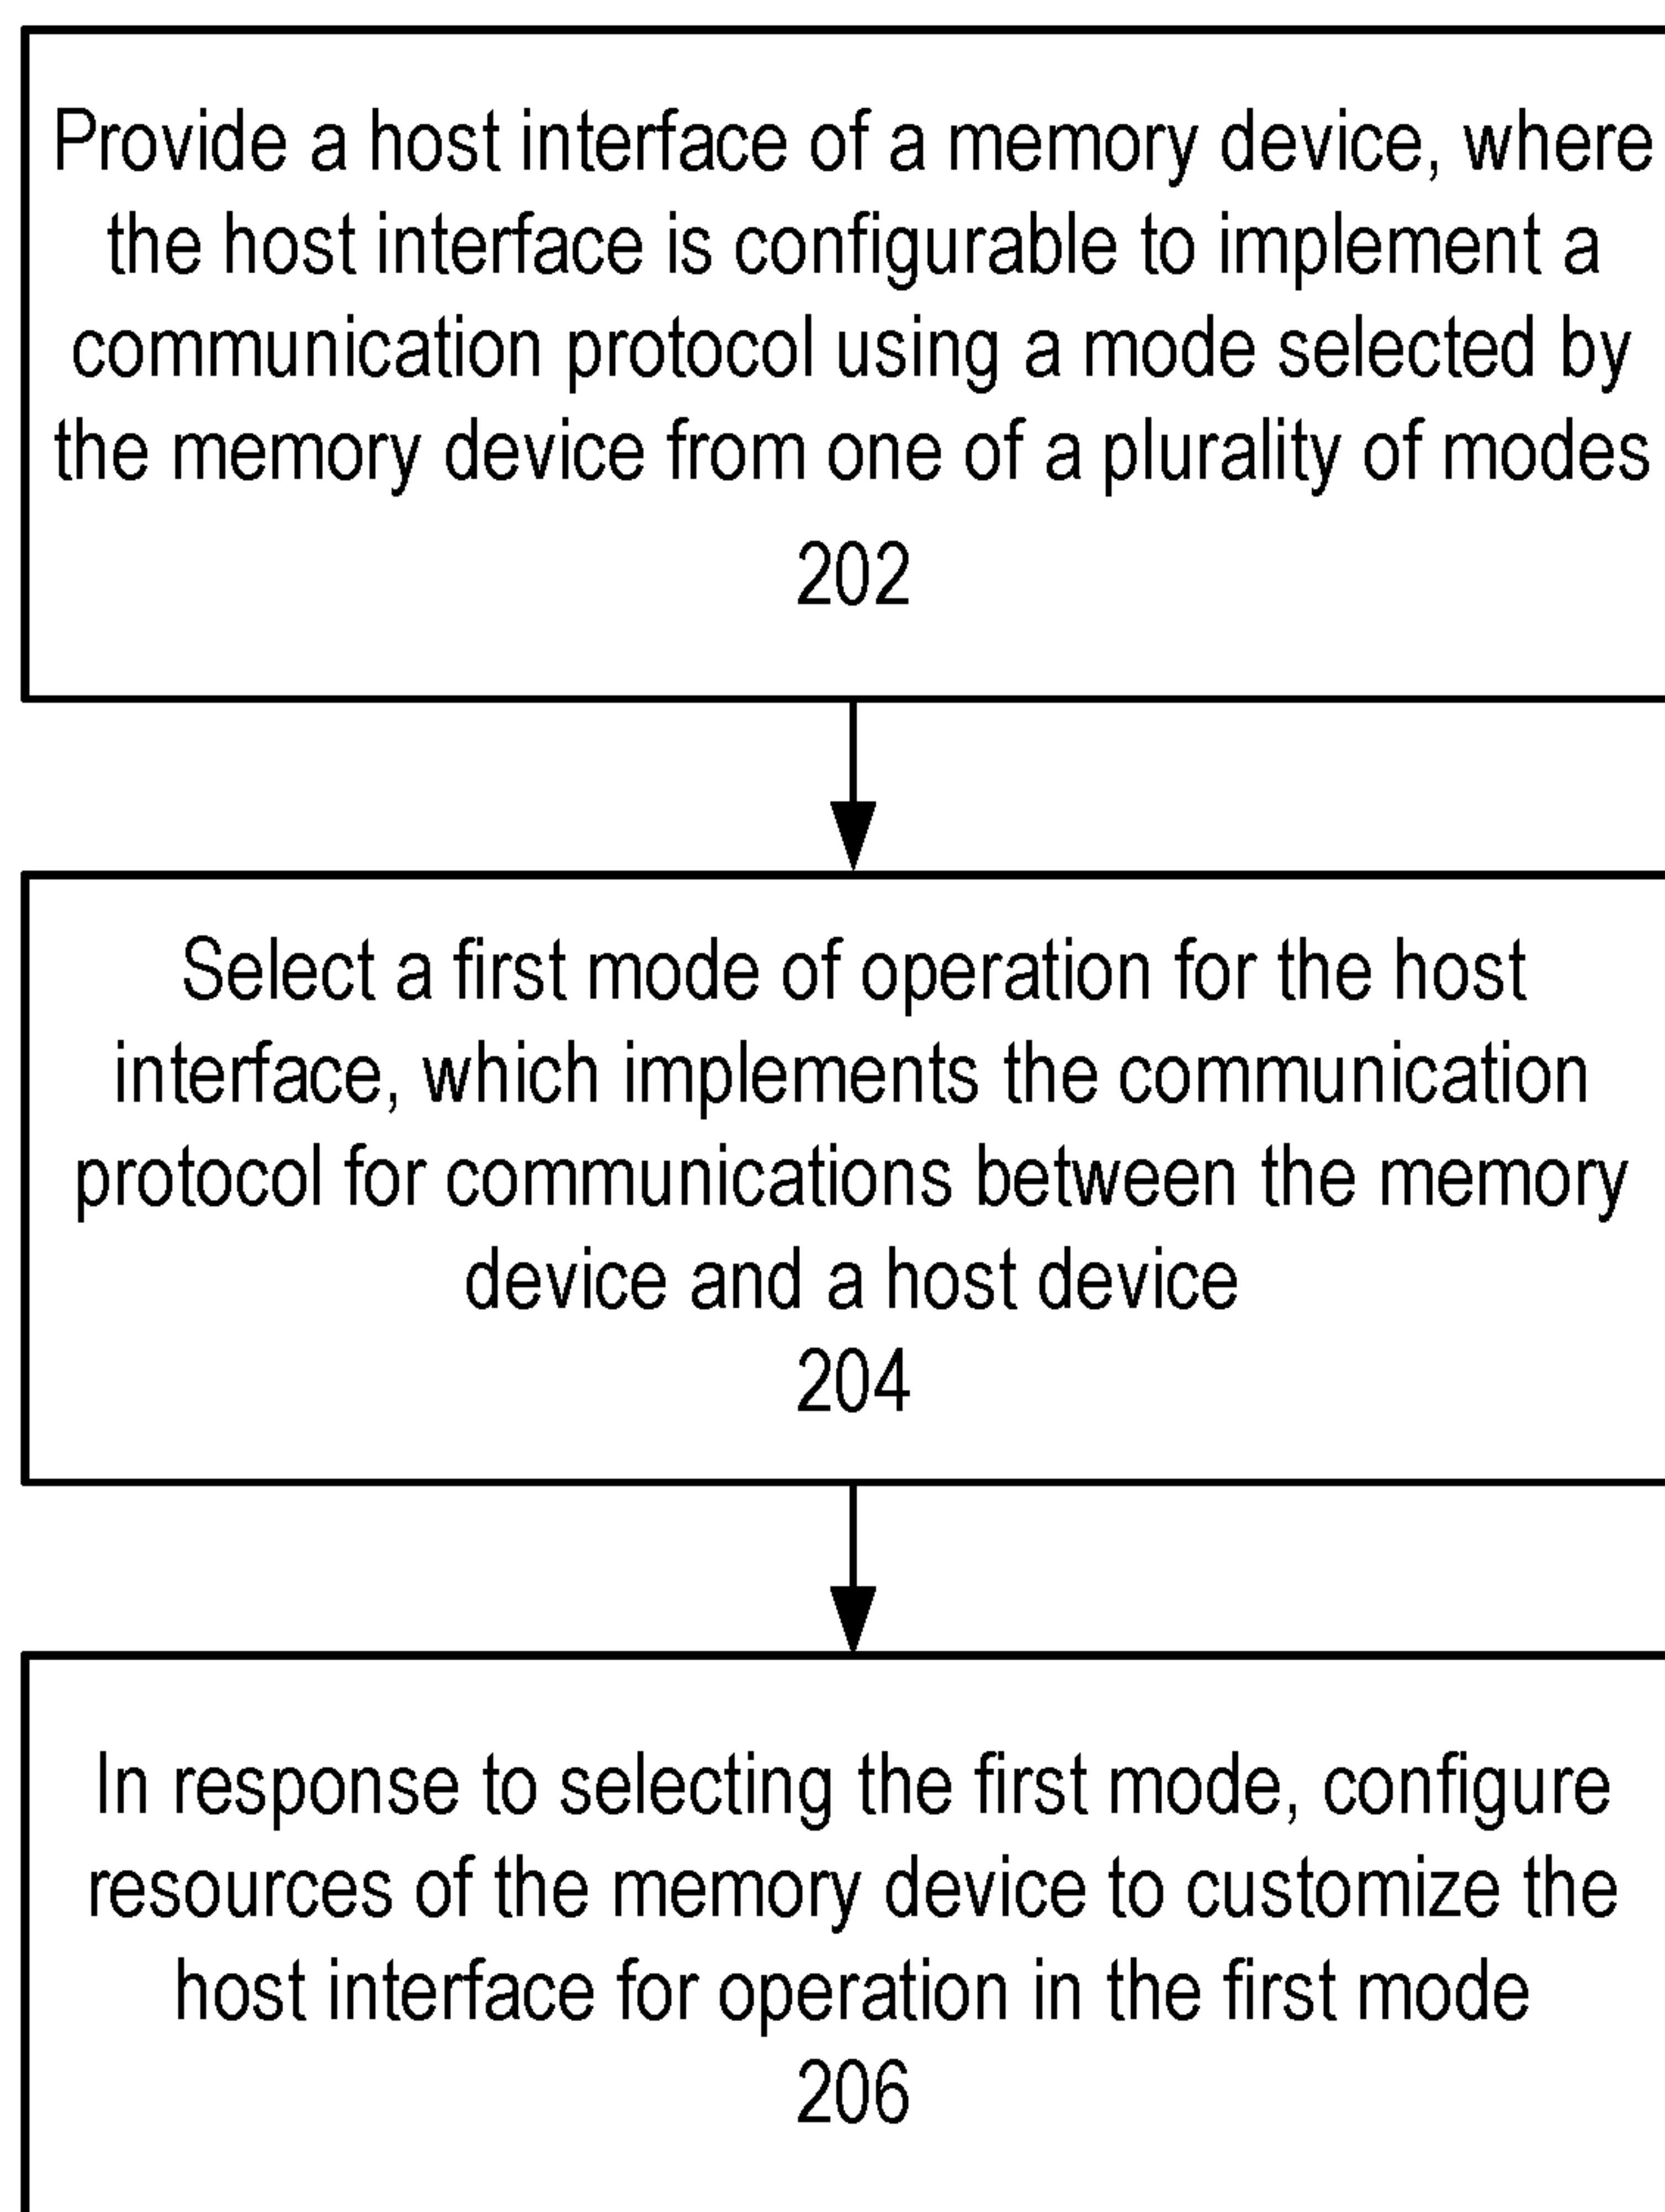 Provide a host interface of a memory device, where
the host interface is configurable to implement a
communication protocol using a mode selected by
the memory device from one of a plurality of modes
202
Select a first mode of operation for the host
interface, which implements the communication
protocol for communications between the memory
device and a host device
204
In response to selecting the first mode, configure
resources of the memory device to customize the
host interface for operation in the first mode
206